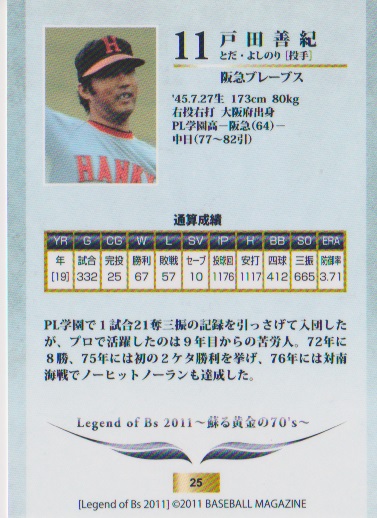 H
HANKY
11 戸田善紀
とだ・よしのり [投手]
阪急ブレーブス
'45.7.27生 173cm 80kg
右投右打 大阪府出身
PL学園高−阪急(64)−
中日(77〜82引)
通算成績
YR G CG W L SV IP H BB SO ERA
年 試合 完投 勝利 敗戦 セーブ 投球回 安打 四球 三振 防御率
[19] 332 25 67 57 10 1176 1117 412 665 3.71
PL学園で1試合21奪三振の記録を引っさげて入団した
が、プロで活躍したのは9年目からの苦労人。72年に
8勝、75年には初の2ケタ勝利を挙げ、76年には対南
海戦でノーヒットノーランも達成した。
Legend of Bs 2011〜蘇る黄金の70's〜
25
[Legend of Bs 2011] ©2011 BASEBALL MAGAZINE